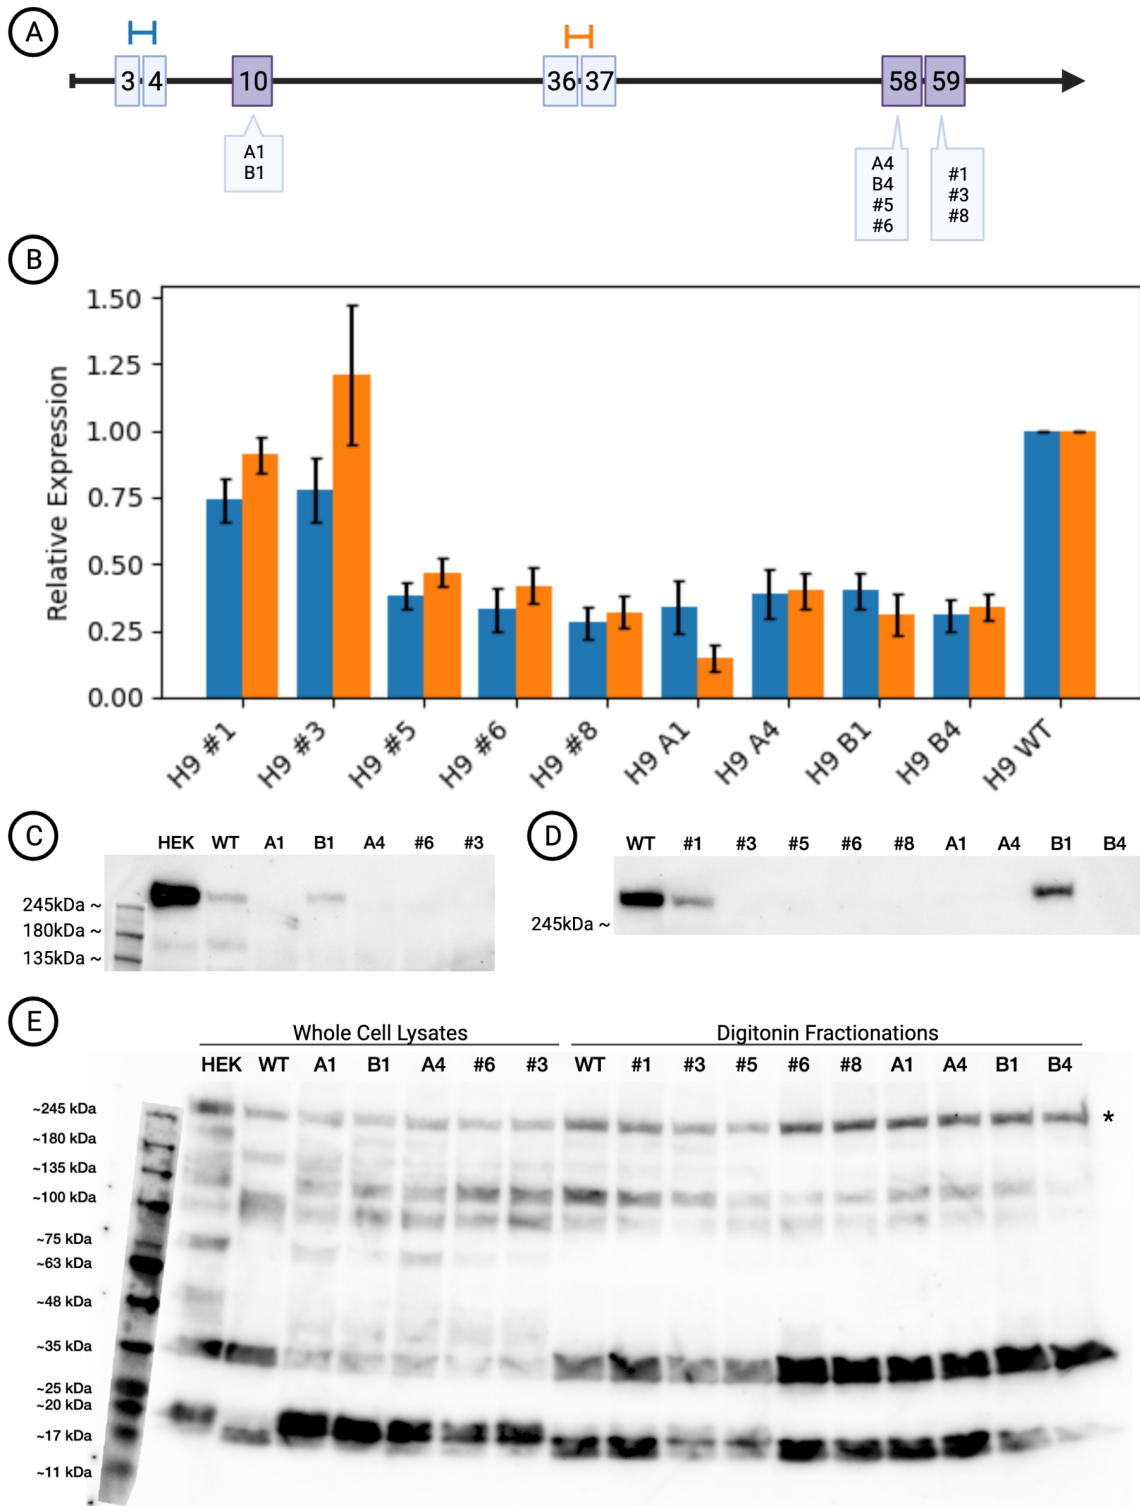 A
3 4 10 36 37 58 59
A1
B1
A4
B4
#5
#6
#1
#3
#8
B
Relative Expression
1.50
1.25
1.00
0.75
0.50
0.25
0.00
H9 #1
H9 #3
H9 #5
H9 #6
H9 #8
H9 A1
H9 A4
H9 B1
H9 B4
H9 WT
C
HEK WT A1 B1 A4 #6 #3
245kDa ~
180kDa ~
135kDa ~
D
WT #1 #3 #5 #6 #8 A1 A4 B1 B4
245kDa ~
E
Whole Cell Lysates Digitonin Fractionations
HEK WT A1 B1 A4 #6 #3 WT #1 #3 #5 #6 #8 A1 A4 B1 B4
~245 kDa
*
~180 kDa
~135 kDa
~100 kDa
~75 kDa
~63 kDa
~48 kDa
~35 kDa
~25 kDa
~20 kDa
~17 kDa
~11 kDa